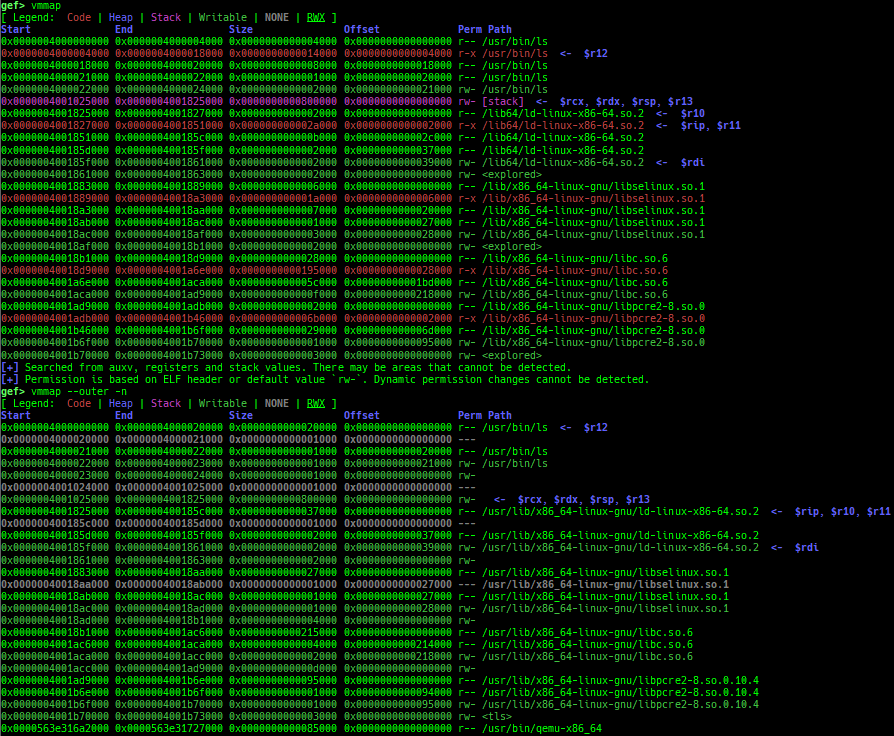 gef> vmmap
[ Legend:  Code | Heap | Stack | Writable | NONE | RWX ]
Start              End                Size               Offset             Perm Path
0x0000004000000000 0x0000004000004000 0x0000000000004000 0x0000000000000000 r-- /usr/bin/ls
0x0000004000004000 0x0000004000018000 0x0000000000014000 0x0000000000004000 r-x /usr/bin/ls  <-  $r12
0x0000004000018000 0x0000004000020000 0x0000000000008000 0x0000000000018000 r-- /usr/bin/ls
0x0000004000021000 0x0000004000022000 0x0000000000001000 0x0000000000020000 r-- /usr/bin/ls
0x0000004000022000 0x0000004000024000 0x0000000000002000 0x0000000000021000 rw- /usr/bin/ls
0x0000004001025000 0x0000004001825000 0x0000000000800000 0x0000000000000000 rw- [stack]  <-  $rcx, $rdx, $rsp, $r13
0x0000004001825000 0x0000004001827000 0x0000000000002000 0x0000000000000000 r-- /lib64/ld-linux-x86-64.so.2  <-  $r10
0x0000004001827000 0x0000004001851000 0x000000000002a000 0x0000000000002000 r-x /lib64/ld-linux-x86-64.so.2  <-  $rip, $r11
0x0000004001851000 0x000000400185c000 0x000000000000b000 0x000000000002c000 r-- /lib64/ld-linux-x86-64.so.2
0x000000400185d000 0x000000400185f000 0x0000000000002000 0x0000000000037000 r-- /lib64/ld-linux-x86-64.so.2
0x000000400185f000 0x0000004001861000 0x0000000000002000 0x0000000000039000 rw- /lib64/ld-linux-x86-64.so.2  <-  $rdi
0x0000004001861000 0x0000004001863000 0x0000000000002000 0x0000000000000000 rw- <explored>
0x0000004001883000 0x0000004001889000 0x0000000000006000 0x0000000000000000 r-- /lib/x86_64-linux-gnu/libselinux.so.1
0x0000004001889000 0x00000040018a3000 0x000000000001a000 0x0000000000006000 r-x /lib/x86_64-linux-gnu/libselinux.so.1
0x00000040018a3000 0x00000040018aa000 0x0000000000007000 0x0000000000020000 r-- /lib/x86_64-linux-gnu/libselinux.so.1
0x00000040018ab000 0x00000040018ac000 0x0000000000001000 0x0000000000027000 r-- /lib/x86_64-linux-gnu/libselinux.so.1
0x00000040018ac000 0x00000040018af000 0x0000000000003000 0x0000000000028000 rw- /lib/x86_64-linux-gnu/libselinux.so.1
0x00000040018af000 0x00000040018b1000 0x0000000000002000 0x0000000000000000 rw- <explored>
0x00000040018b1000 0x00000040018d9000 0x0000000000028000 0x0000000000000000 r-- /lib/x86_64-linux-gnu/libc.so.6
0x00000040018d9000 0x0000004001a6e000 0x0000000000195000 0x0000000000028000 r-x /lib/x86_64-linux-gnu/libc.so.6
0x0000004001a6e000 0x0000004001aca000 0x000000000005c000 0x00000000001bd000 r-- /lib/x86_64-linux-gnu/libc.so.6
0x0000004001aca000 0x0000004001ad9000 0x000000000000f000 0x0000000000218000 rw- /lib/x86_64-linux-gnu/libc.so.6
0x0000004001ad9000 0x0000004001adb000 0x0000000000002000 0x0000000000000000 r-- /lib/x86_64-linux-gnu/libpcre2-8.so.0
0x0000004001adb000 0x0000004001b46000 0x000000000006b000 0x0000000000002000 r-x /lib/x86_64-linux-gnu/libpcre2-8.so.0
0x0000004001b46000 0x0000004001b6f000 0x0000000000029000 0x000000000006d000 r-- /lib/x86_64-linux-gnu/libpcre2-8.so.0
0x0000004001b6f000 0x0000004001b70000 0x0000000000001000 0x0000000000095000 rw- /lib/x86_64-linux-gnu/libpcre2-8.so.0
0x0000004001b70000 0x0000004001b73000 0x0000000000003000 0x0000000000000000 rw- <explored>
[+] Searched from auxv, registers and stack values. There may be areas that cannot be detected.
[+] Permission is based on ELF header or default value `rw-`. Dynamic permission changes cannot be detected.
gef> vmmap --outer -n
[ Legend:  Code | Heap | Stack | Writable | NONE | RWX ]
Start              End                Size               Offset             Perm Path
0x0000004000000000 0x0000004000020000 0x0000000000020000 0x0000000000000000 r-- /usr/bin/ls  <-  $r12
0x0000004000020000 0x0000004000021000 0x0000000000001000 0x0000000000000000 ---
0x0000004000021000 0x0000004000022000 0x0000000000001000 0x0000000000020000 r-- /usr/bin/ls
0x0000004000022000 0x0000004000023000 0x0000000000001000 0x0000000000021000 rw- /usr/bin/ls
0x0000004000023000 0x0000004000024000 0x0000000000001000 0x0000000000000000 rw-
0x0000004001024000 0x0000004001025000 0x0000000000001000 0x0000000000000000 ---
0x0000004001025000 0x0000004001825000 0x0000000000800000 0x0000000000000000 rw-   <-  $rcx, $rdx, $rsp, $r13
0x0000004001825000 0x000000400185c000 0x0000000000037000 0x0000000000000000 r-- /usr/lib/x86_64-linux-gnu/ld-linux-x86-64.so.2  <-  $rip, $r10, $r11
0x000000400185c000 0x000000400185d000 0x0000000000001000 0x0000000000000000 ---
0x000000400185d000 0x000000400185f000 0x0000000000002000 0x0000000000037000 r-- /usr/lib/x86_64-linux-gnu/ld-linux-x86-64.so.2
0x000000400185f000 0x0000004001861000 0x0000000000002000 0x0000000000039000 rw- /usr/lib/x86_64-linux-gnu/ld-linux-x86-64.so.2  <-  $rdi
0x0000004001861000 0x0000004001863000 0x0000000000002000 0x0000000000000000 rw-
0x0000004001883000 0x00000040018aa000 0x0000000000027000 0x0000000000000000 r-- /usr/lib/x86_64-linux-gnu/libselinux.so.1
0x00000040018aa000 0x00000040018ab000 0x0000000000001000 0x0000000000027000 --- /usr/lib/x86_64-linux-gnu/libselinux.so.1
0x00000040018ab000 0x00000040018ac000 0x0000000000001000 0x0000000000027000 r-- /usr/lib/x86_64-linux-gnu/libselinux.so.1
0x00000040018ac000 0x00000040018ad000 0x0000000000001000 0x0000000000028000 rw- /usr/lib/x86_64-linux-gnu/libselinux.so.1
0x00000040018ad000 0x00000040018b1000 0x0000000000004000 0x0000000000000000 rw-
0x00000040018b1000 0x0000004001ac6000 0x0000000000215000 0x0000000000000000 r-- /usr/lib/x86_64-linux-gnu/libc.so.6
0x0000004001ac6000 0x0000004001aca000 0x0000000000004000 0x0000000000214000 r-- /usr/lib/x86_64-linux-gnu/libc.so.6
0x0000004001aca000 0x0000004001acc000 0x0000000000002000 0x0000000000218000 rw- /usr/lib/x86_64-linux-gnu/libc.so.6
0x0000004001acc000 0x0000004001ad9000 0x000000000000d000 0x0000000000000000 rw-
0x0000004001ad9000 0x0000004001b6e000 0x0000000000095000 0x0000000000000000 r-- /usr/lib/x86_64-linux-gnu/libpcre2-8.so.0.10.4
0x0000004001b6e000 0x0000004001b6f000 0x0000000000001000 0x0000000000094000 r-- /usr/lib/x86_64-linux-gnu/libpcre2-8.so.0.10.4
0x0000004001b6f000 0x0000004001b70000 0x0000000000001000 0x0000000000095000 rw- /usr/lib/x86_64-linux-gnu/libpcre2-8.so.0.10.4
0x0000004001b70000 0x0000004001b73000 0x0000000000003000 0x0000000000000000 rw- <tls>
0x0000563e316a2000 0x0000563e31727000 0x0000000000085000 0x0000000000000000 r-- /usr/bin/qemu-x86_64